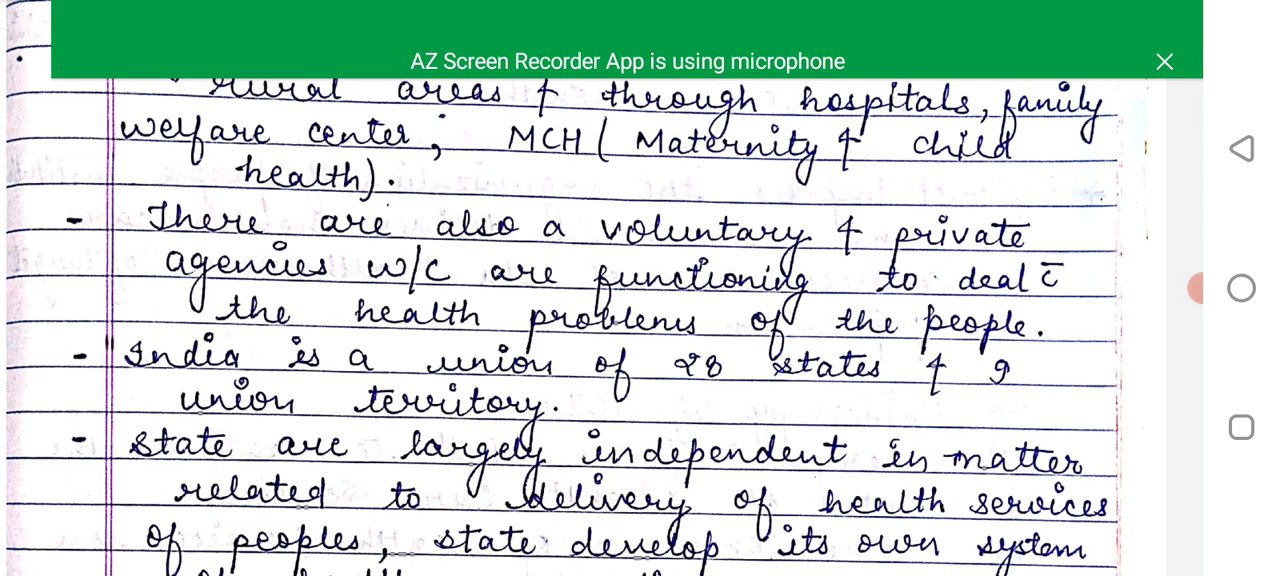 AZ Screen Recorder App is using microphone
rural areas & through hospitals, family
welfare center, MCH ( Maternity & child
health).
- There are also a voluntary & private
agencies w/c are functioning to deal c̄
the health problems of the people.
- India is a union of 28 states & 9
union territory.
- state are largely independent in matter
related to delivery of health services
of peoples, state develop its own system